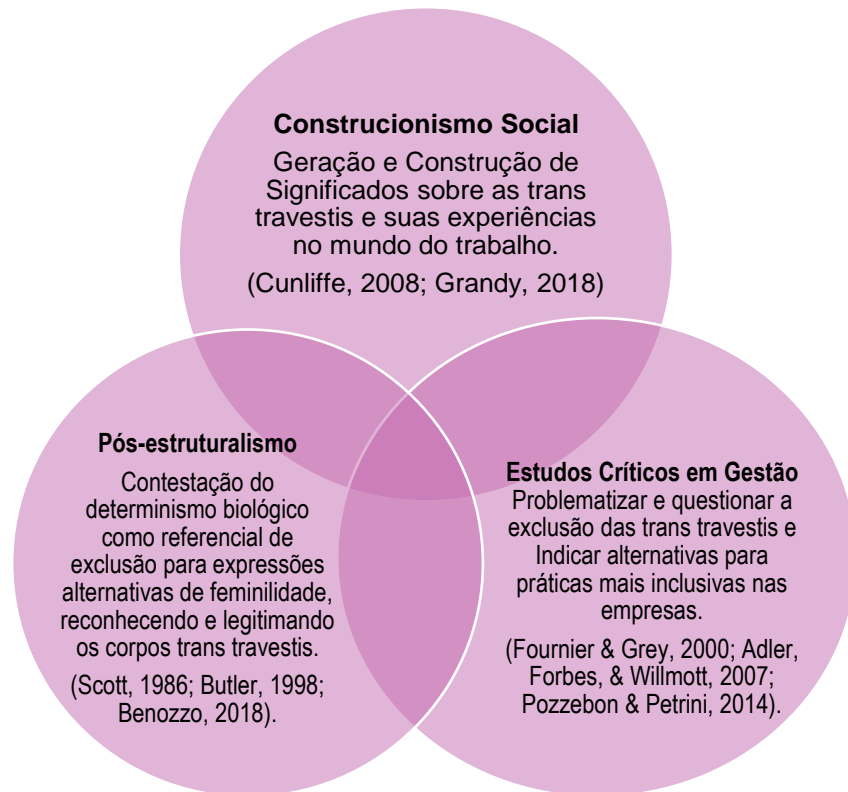 Construcionismo Social
Geração e Construção de
Significados sobre as trans
travestis e suas experiências
no mundo do trabalho.
(Cunliffe, 2008; Grandy, 2018)
Pós-estruturalismo
Contestação do
determinismo biológico
como referencial de
exclusão para expressões
alternativas de feminilidade,
reconhecendo e legitimando
os corpos trans travestis.
(Scott, 1986; Butler, 1998;
Benozzo, 2018).
Estudos Críticos em Gestão
Problematizar e questionar a
exclusão das trans travestis e
Indicar alternativas para
práticas mais inclusivas nas
empresas.
(Fournier & Grey, 2000; Adler,
Forbes, & Willmott, 2007;
Pozzebon & Petrini, 2014).